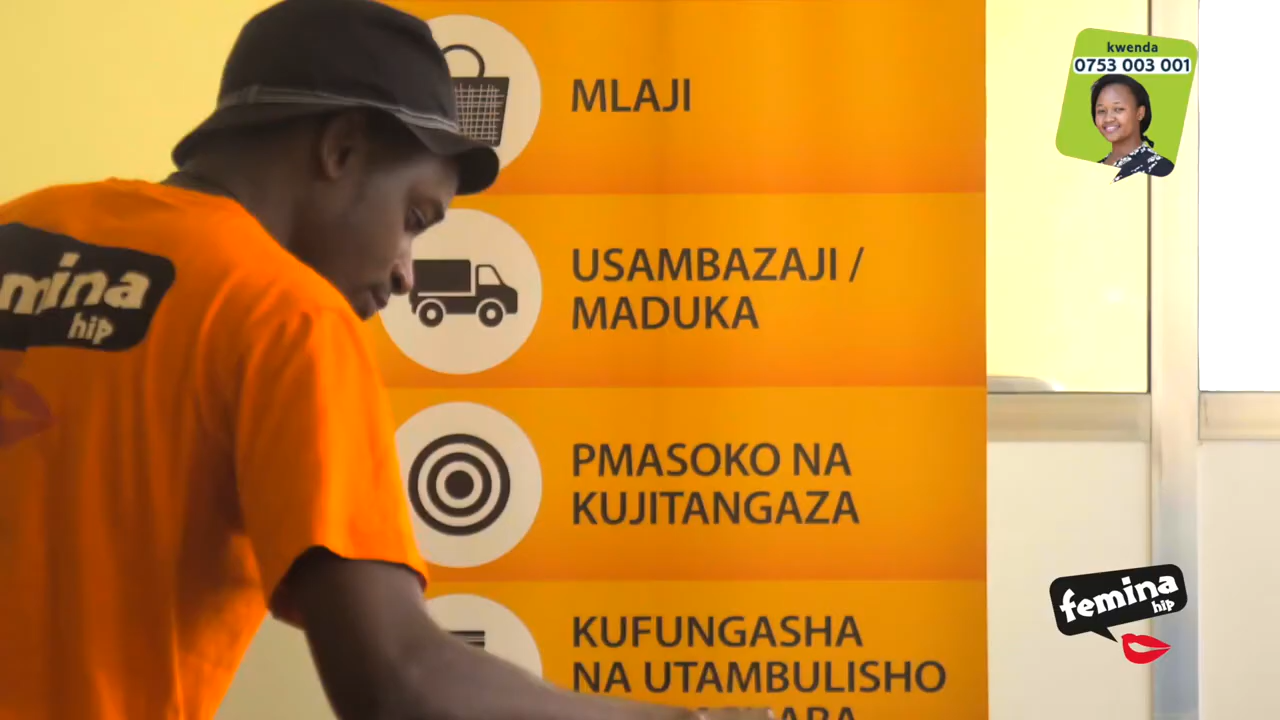 MLAJI
USAMBAZAJI /
MADUKA
PMASOKO NA
KUJITANGAZA
KUFUNGASHA
NA UTAMBULISHO
kwenda
0753 003 001
mina
hip
femina
hip